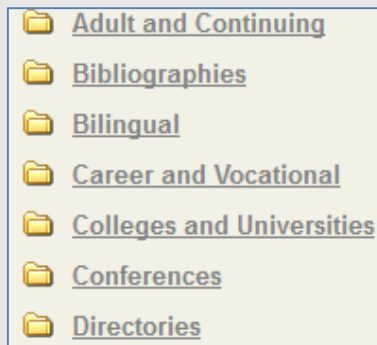 Adult and Continuing
Bibliographies
Bilingual
Career and Vocational
Colleges and Universities
Conferences
Directories